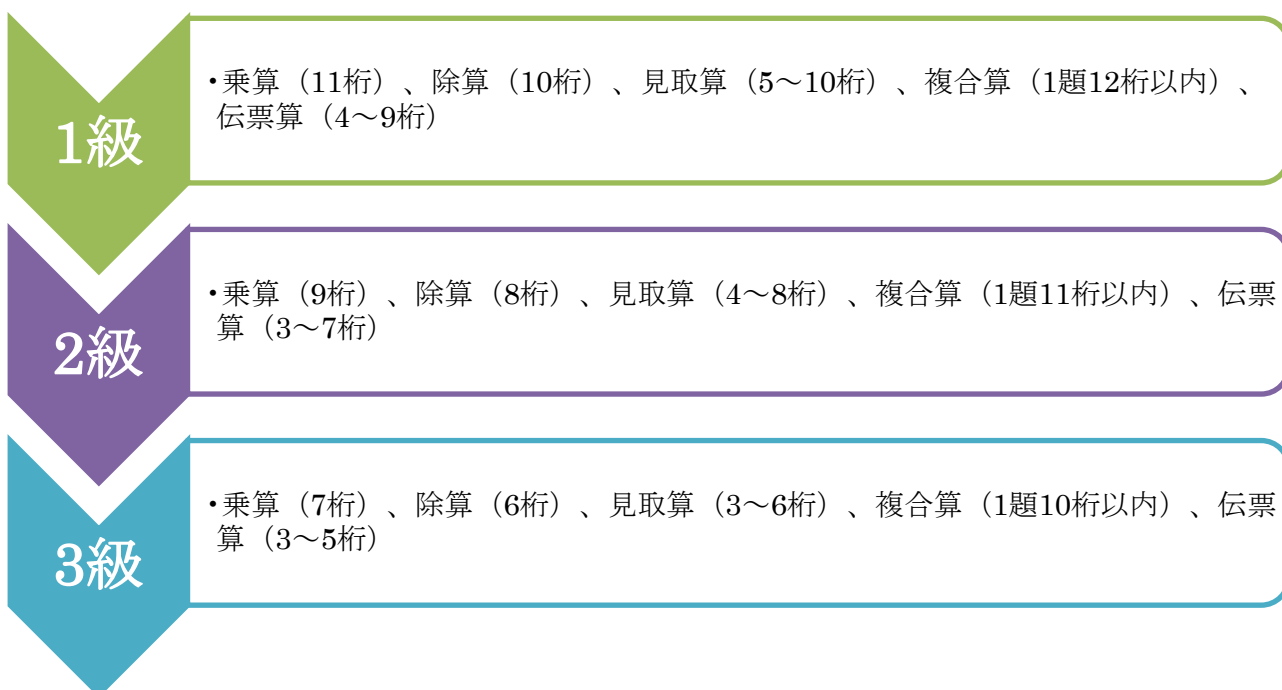 1級
・乗算（11桁）、除算（10桁）、見取算（5～10桁）、複合算（1題12桁以内）、
伝票算（4～9桁）
2級
・乗算（9桁）、除算（8桁）、見取算（4～8桁）、複合算（1題11桁以内）、伝票
算（3～7桁）
3級
・乗算（7桁）、除算（6桁）、見取算（3～6桁）、複合算（1題10桁以内）、伝票
算（3～5桁）